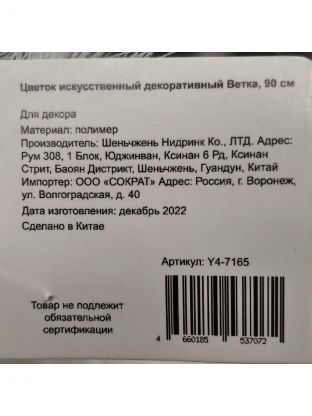 Цветок искусственный декоративный Ветка, 90 см
Для декора
Материал: полимер
Производитель: Шеньчжень Нидринк Ко., ЛТД. Адрес:
Рум 308, 1 Блок, Юджинван, Ксинан 6 Рд, Ксинан
Стрит, Баоян Дистрикт, Шеньчжень, Гуандун, Китай
Импортер: ООО «СОКРАТ» Адрес: Россия, г. Воронеж,
ул. Волгоградская, д. 40
Дата изготовления: декабрь 2022
Сделано в Китае
Артикул: Y4-7165
Товар не подлежит
обязательной
сертификации
4 660185 537072